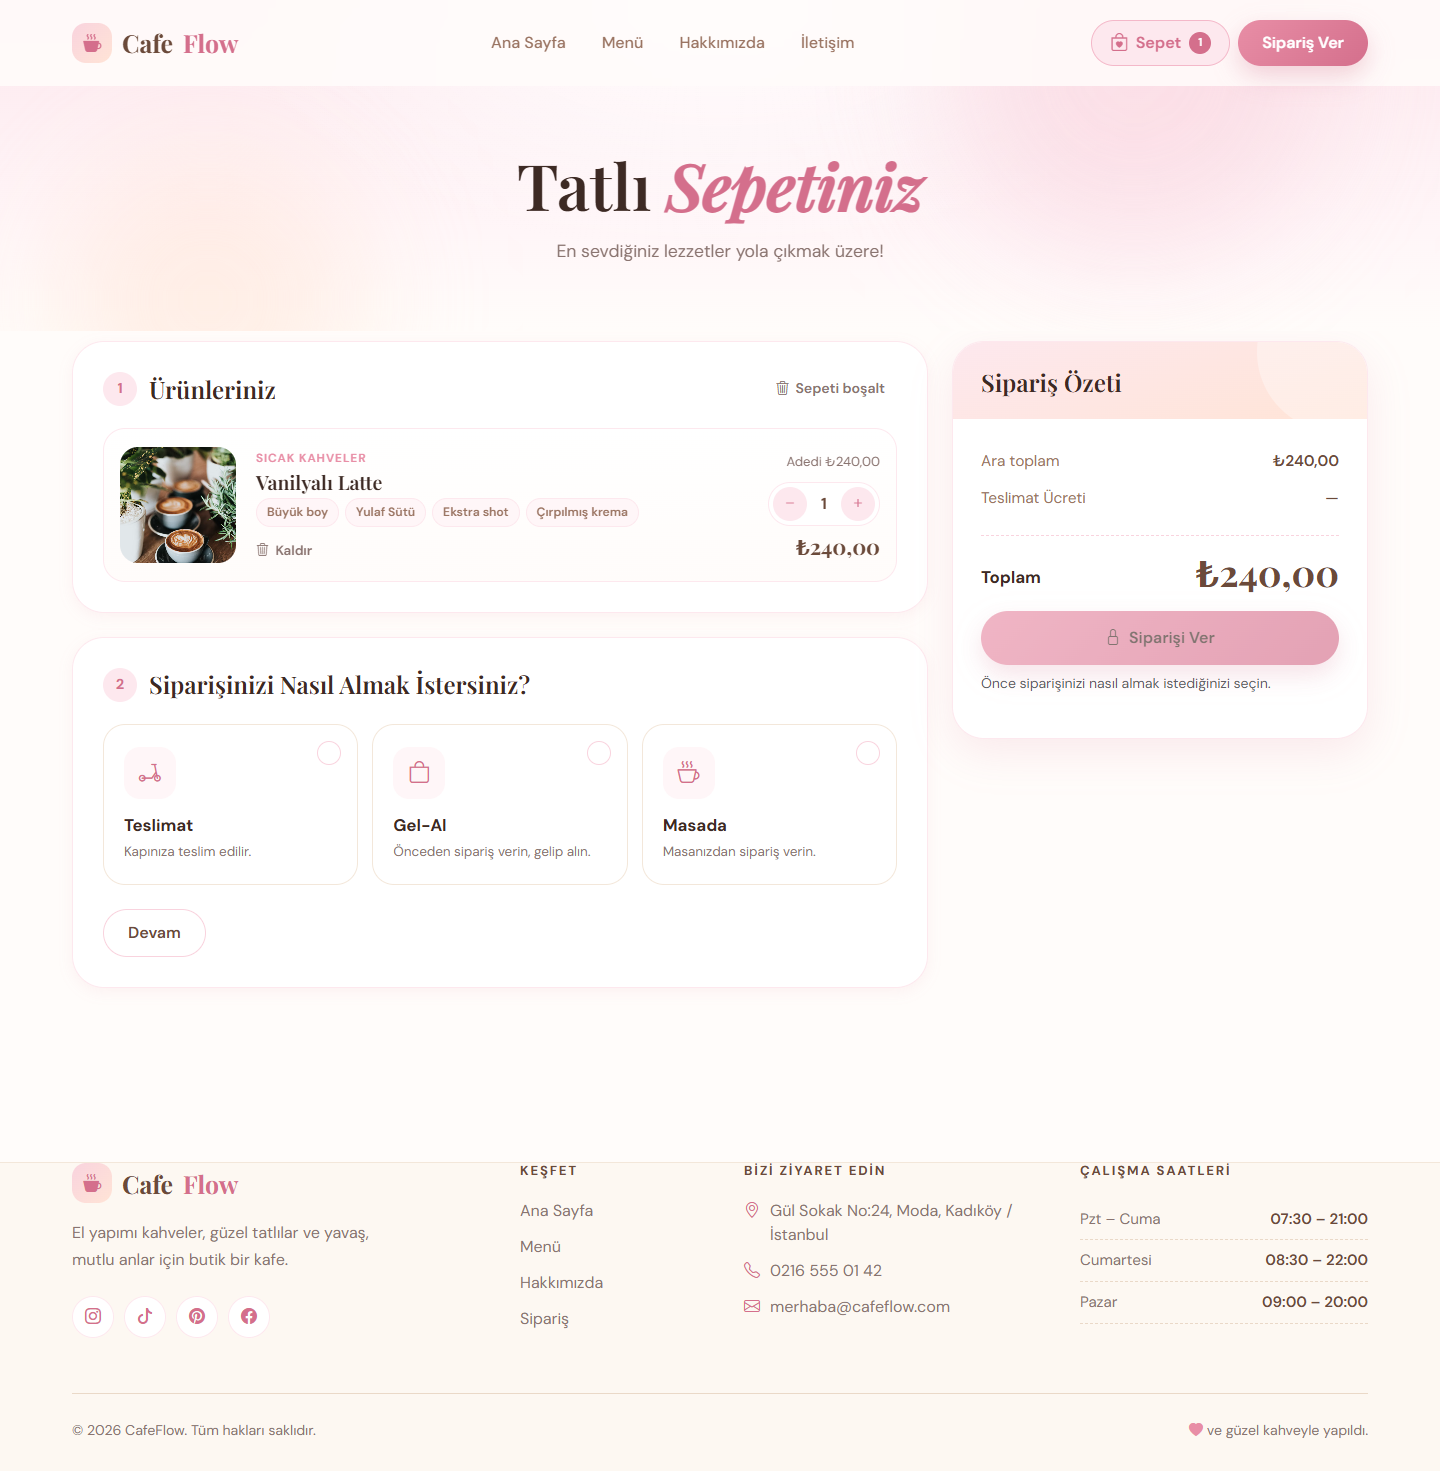 Cafe Flow
Ana Sayfa
Menü
Hakkımızda
İletişim
Sepet 1
Sipariş Ver
Tatlı Sepetiniz
En sevdiğiniz lezzetler yola çıkmak üzere!
1 Ürünleriniz
Sepeti boşalt
SICAK KAHVELER
Vanilyalı Latte
Büyük boy
Yulaf Sütü
Ekstra shot
Çırpılmış krema
Kaldır
Adedi ₺240,00
− 1 +
₺240,00
2 Siparişinizi Nasıl Almak İstersiniz?
Teslimat
Kapınıza teslim edilir.
Gel-Al
Önceden sipariş verin, gelip alın.
Masada
Masanızdan sipariş verin.
Devam
Sipariş Özeti
Ara toplam ₺240,00
Teslimat Ücreti —
Toplam ₺240,00
Siparişi Ver
Önce siparişinizi nasıl almak istediğinizi seçin.
Cafe Flow
El yapımı kahveler, güzel tatlılar ve yavaş,
mutlu anlar için butik bir kafe.
KEŞFET
Ana Sayfa
Menü
Hakkımızda
Sipariş
BİZİ ZİYARET EDİN
Gül Sokak No:24, Moda, Kadıköy /
İstanbul
0216 555 01 42
merhaba@cafeflow.com
ÇALIŞMA SAATLERİ
Pzt – Cuma 07:30 – 21:00
Cumartesi 08:30 – 22:00
Pazar 09:00 – 20:00
© 2026 CafeFlow. Tüm hakları saklıdır.
ve güzel kahveyle yapıldı.